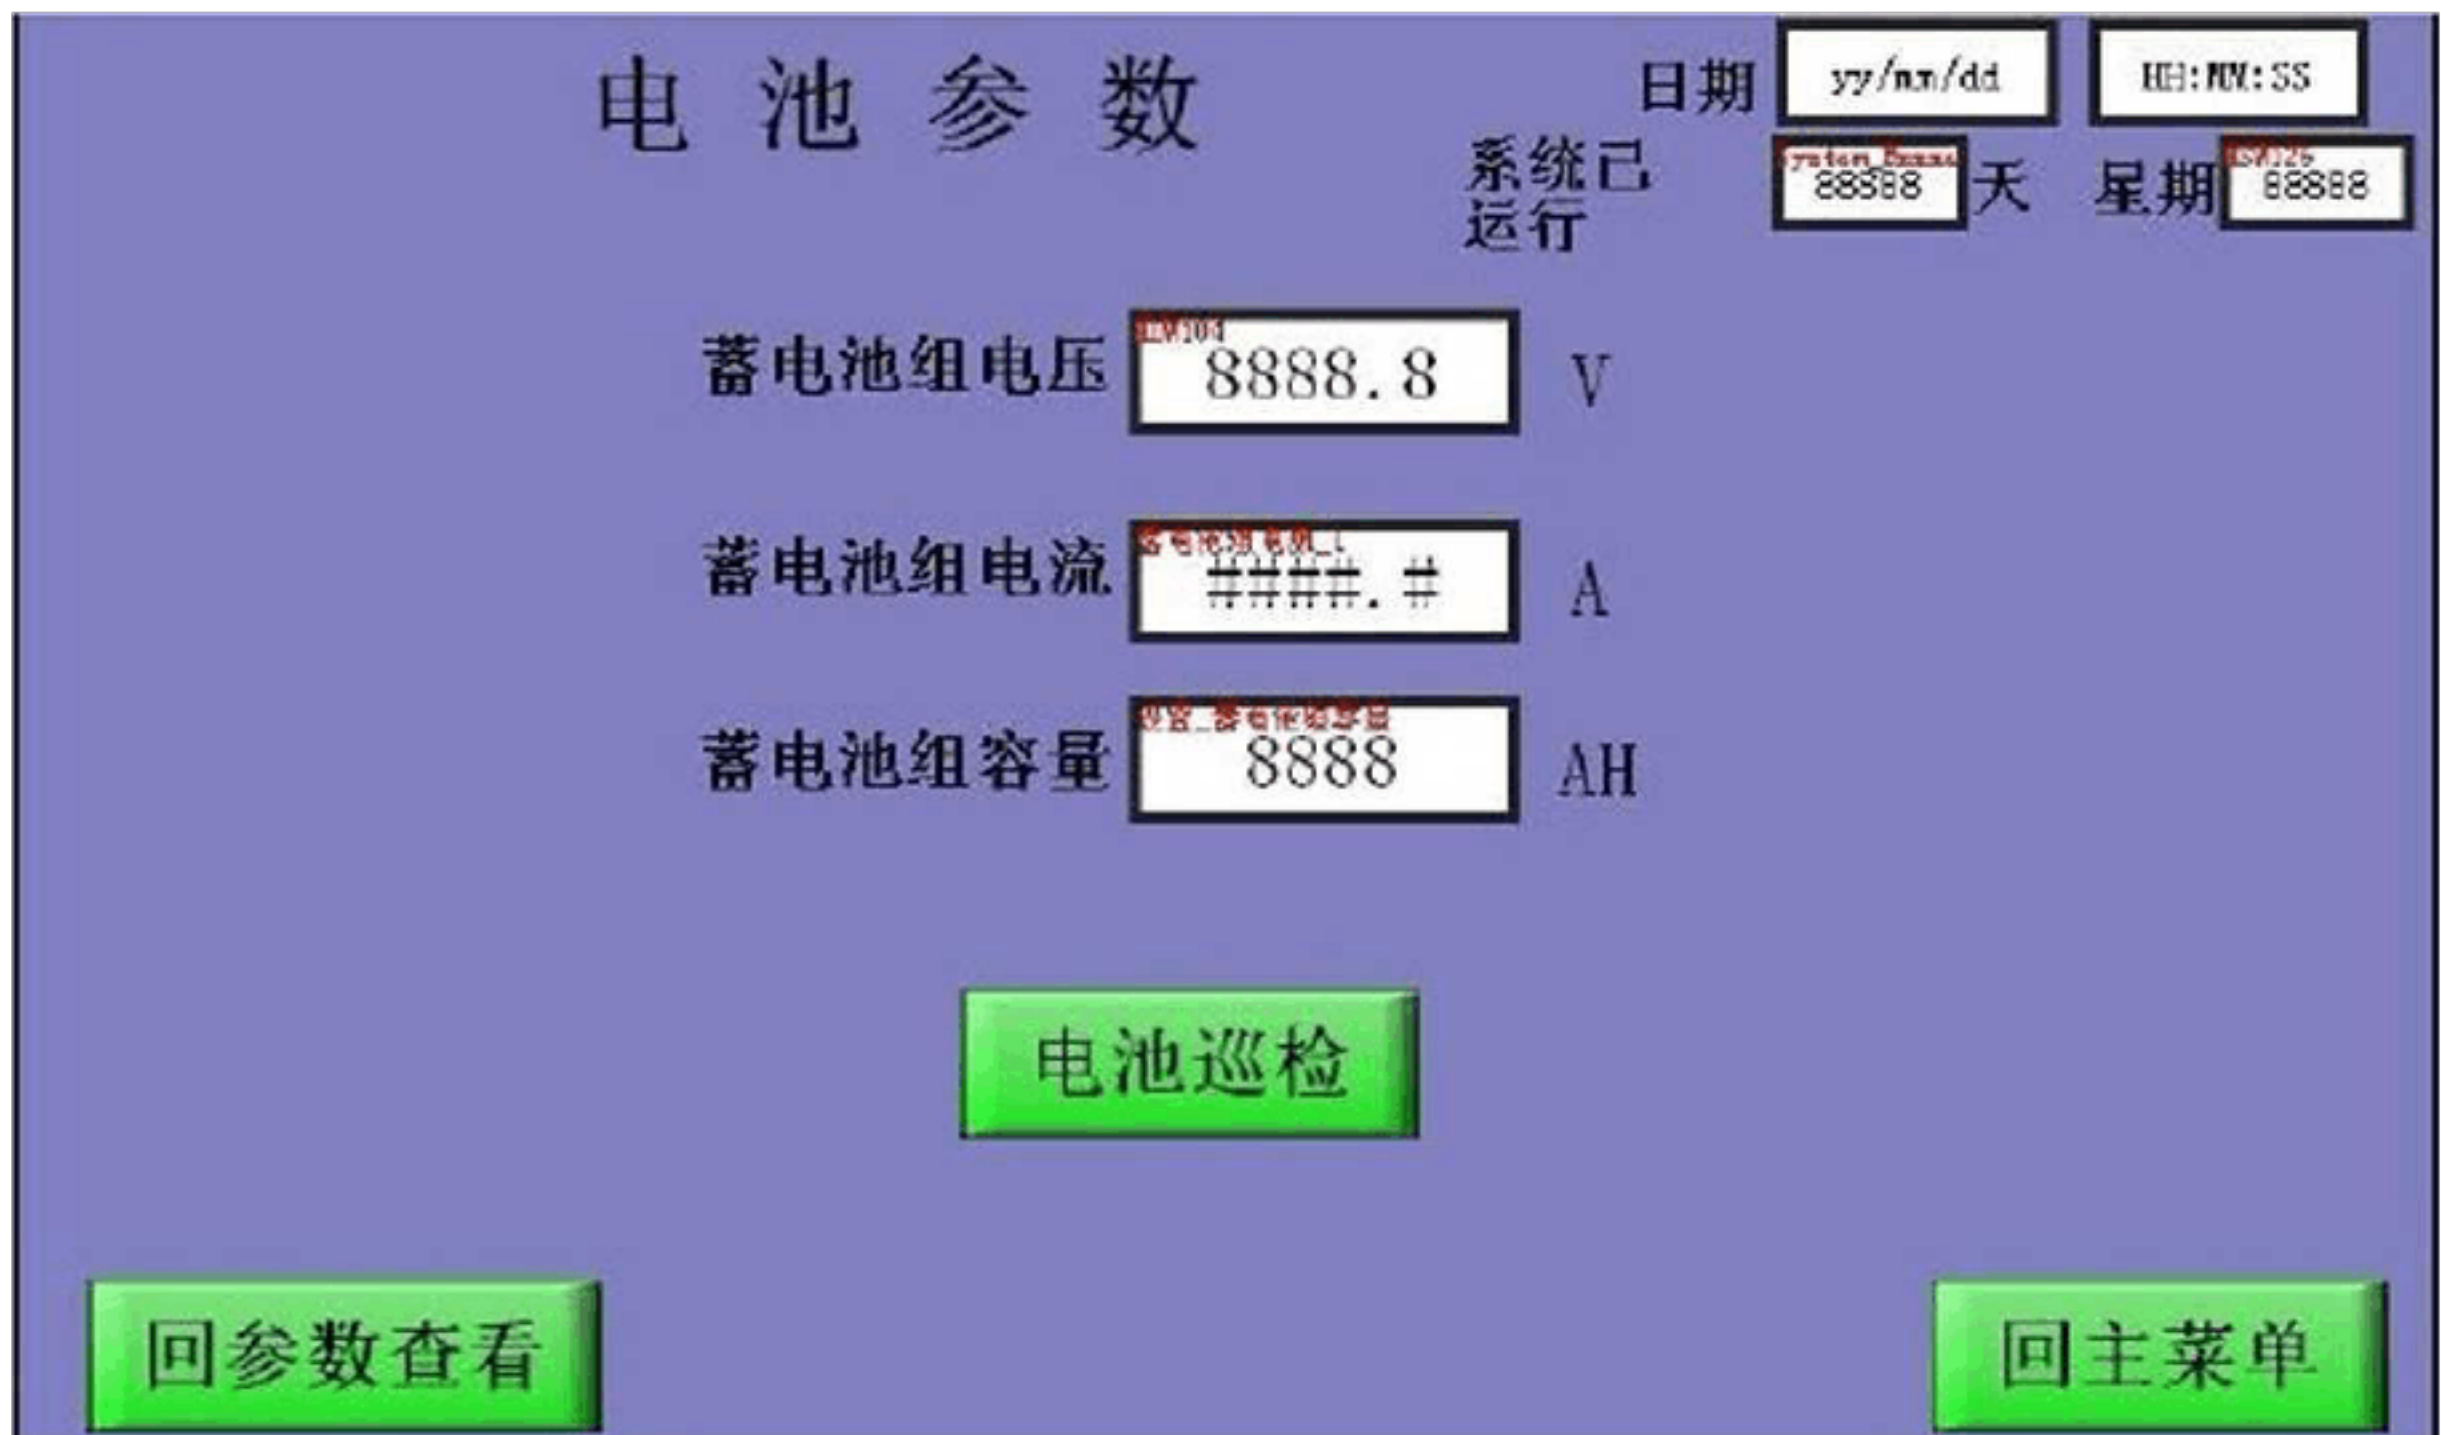 电池参数
日期 yy/mm/dd HH:MM:SS
系统已运行 88888 天 星期 88888
蓄电池组电压 8888.8 V
蓄电池组电流 ####.# A
蓄电池组容量 8888 AH
电池巡检
回参数查看 回主菜单